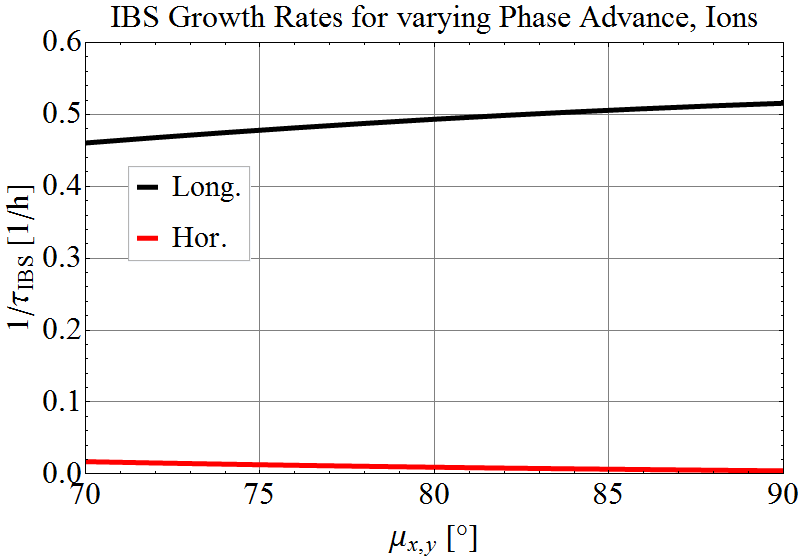 IBS Growth Rates for varying Phase Advance, Ions
0.6
0.5
0.4
0.3
0.2
0.1
0.0
1/τIBS [1/h]
Long.
Hor.
70 75 80 85 90
μx,y [°]